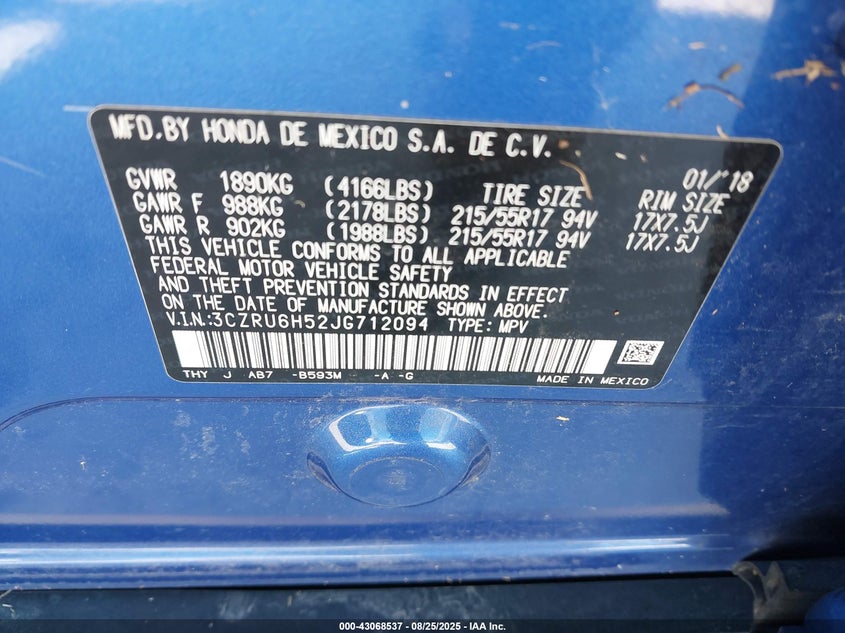 MFD. BY HONDA DE MEXICO S.A. DE C.V.
01/'18
GVWR 1890KG (4166LBS) TIRE SIZE RIM SIZE
GAWR F 988KG (2178LBS) 215/55R17 94V 17X7.5J
GAWR R 902KG (1988LBS) 215/55R17 94V 17X7.5J
THIS VEHICLE CONFORMS TO ALL APPLICABLE
FEDERAL MOTOR VEHICLE SAFETY
AND THEFT PREVENTION STANDARDS IN EFFECT
ON THE DATE OF MANUFACTURE SHOWN ABOVE.
V.I.N.:3CZRU6H52JG712094 TYPE: MPV
THY J AB7 -B593M -A -G MADE IN MEXICO
000-43068537 - 08/25/2025 - IAA Inc.